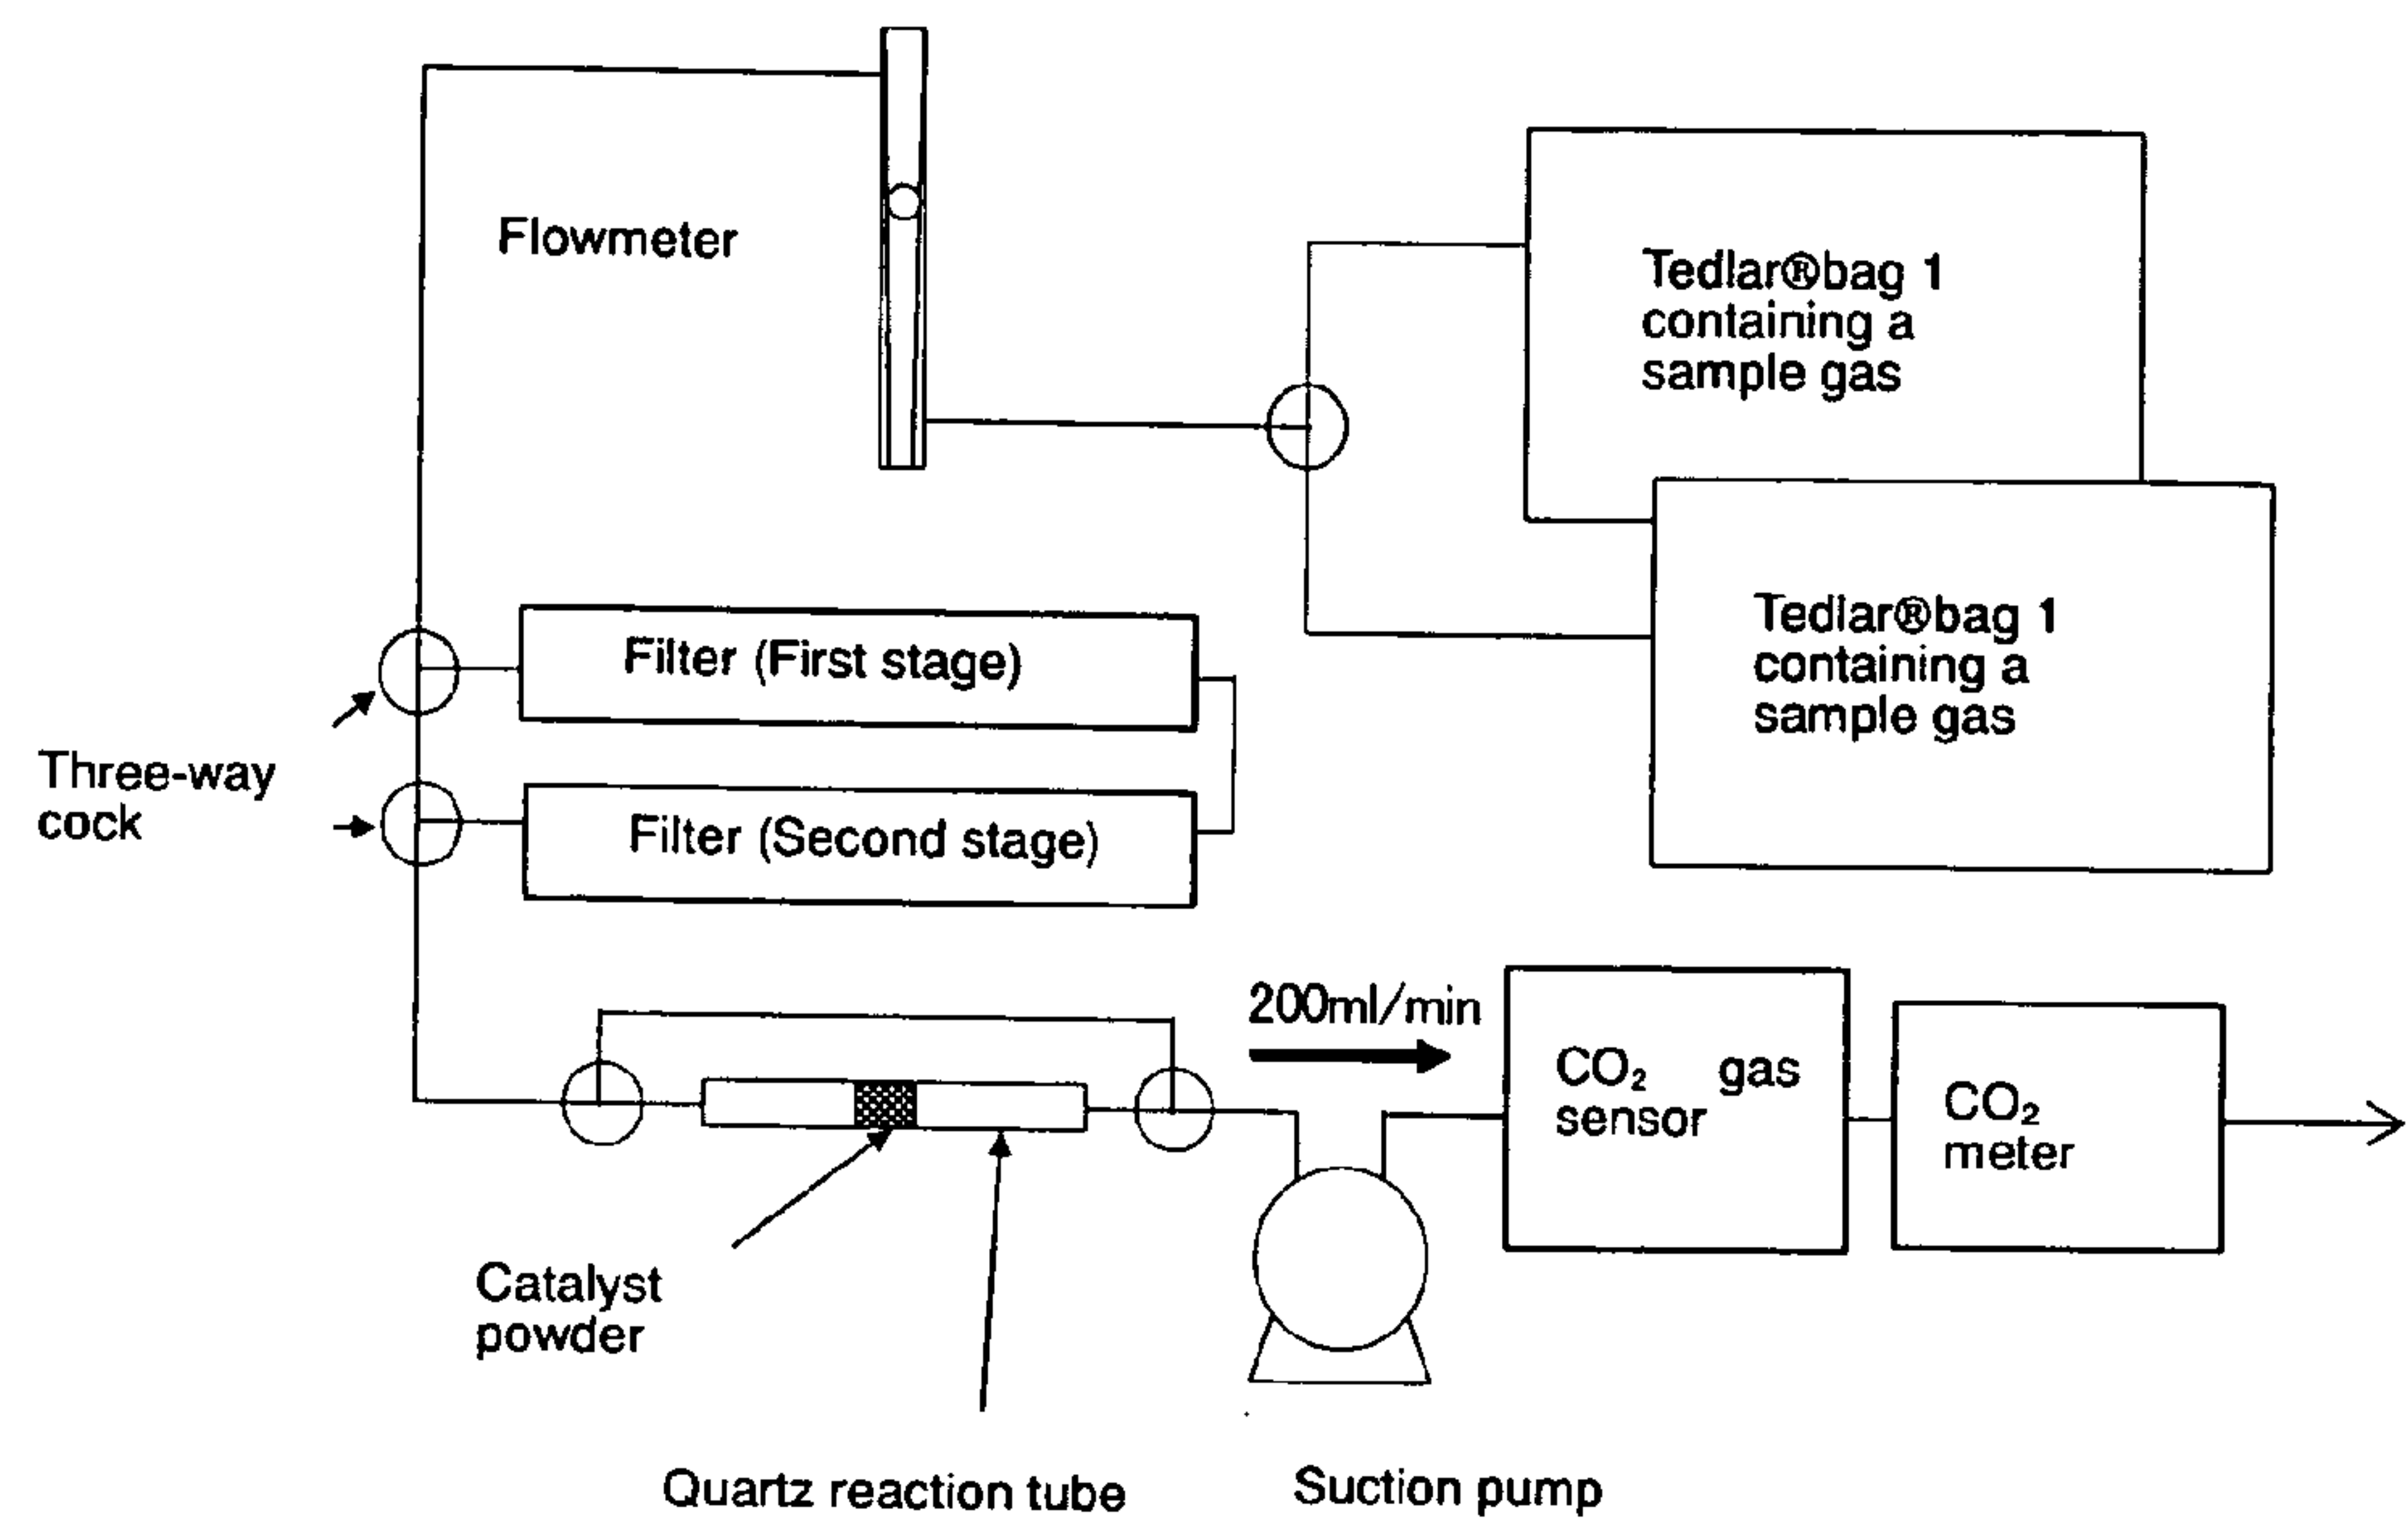 Flowmeter
Tedlar®bag 1
containing a
sample gas
Tedlar®bag 1
containing a
sample gas
Filter (First stage)
Three-way
cock
Filter (Second stage)
200ml/min
CO₂ gas
sensor
CO₂
meter
Catalyst
powder
Quartz reaction tube
Suction pump